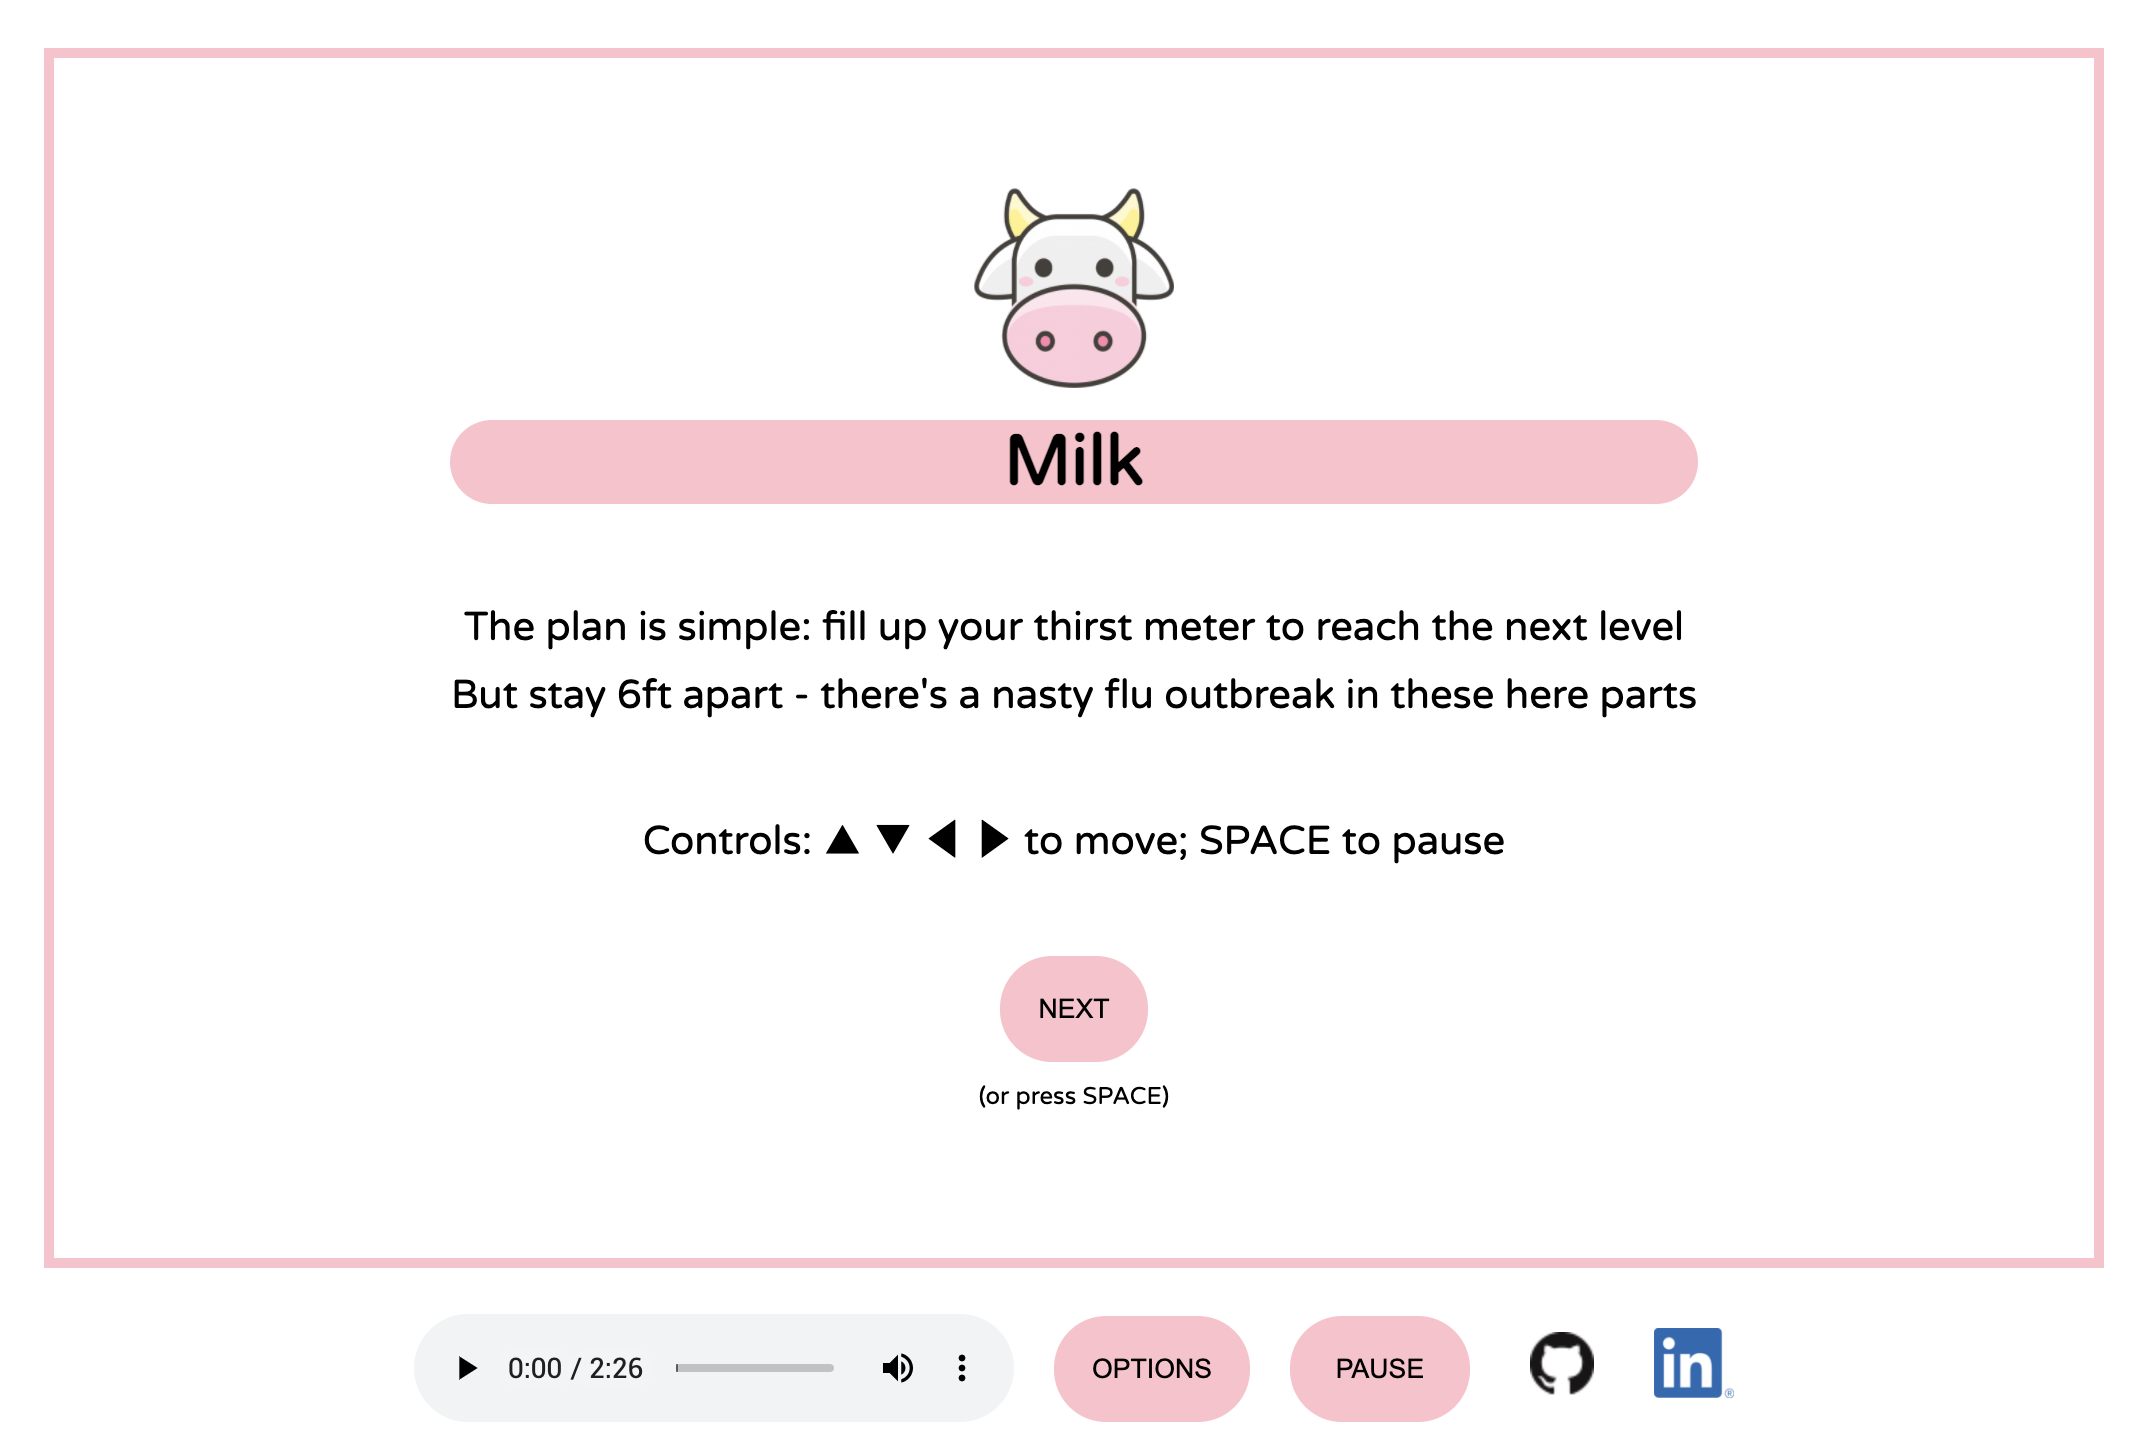 Milk
The plan is simple: fill up your thirst meter to reach the next level
But stay 6ft apart - there's a nasty flu outbreak in these here parts
Controls: ▲ ▼ ◀ ▶ to move; SPACE to pause
NEXT
(or press SPACE)
0:00 / 2:26
OPTIONS
PAUSE
in®